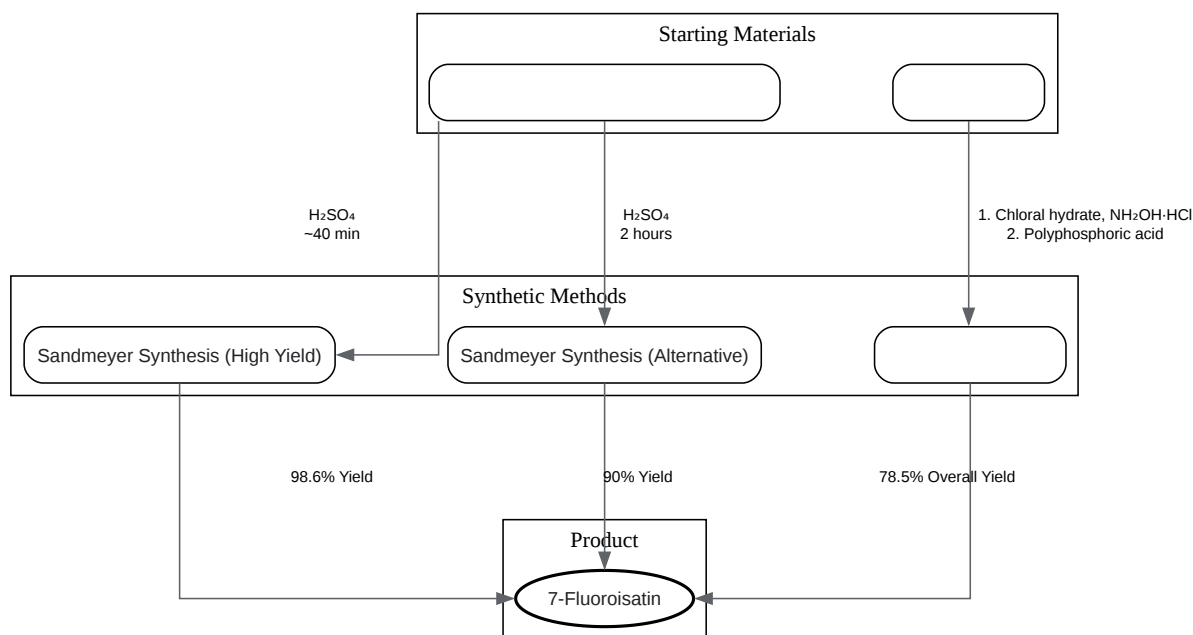 Starting Materials
H₂SO₄
~40 min
H₂SO₄
2 hours
1. Chloral hydrate, NH₂OH·HCl
2. Polyphosphoric acid
Synthetic Methods
Sandmeyer Synthesis (High Yield)
Sandmeyer Synthesis (Alternative)
98.6% Yield
90% Yield
78.5% Overall Yield
Product
7-Fluoroisatin